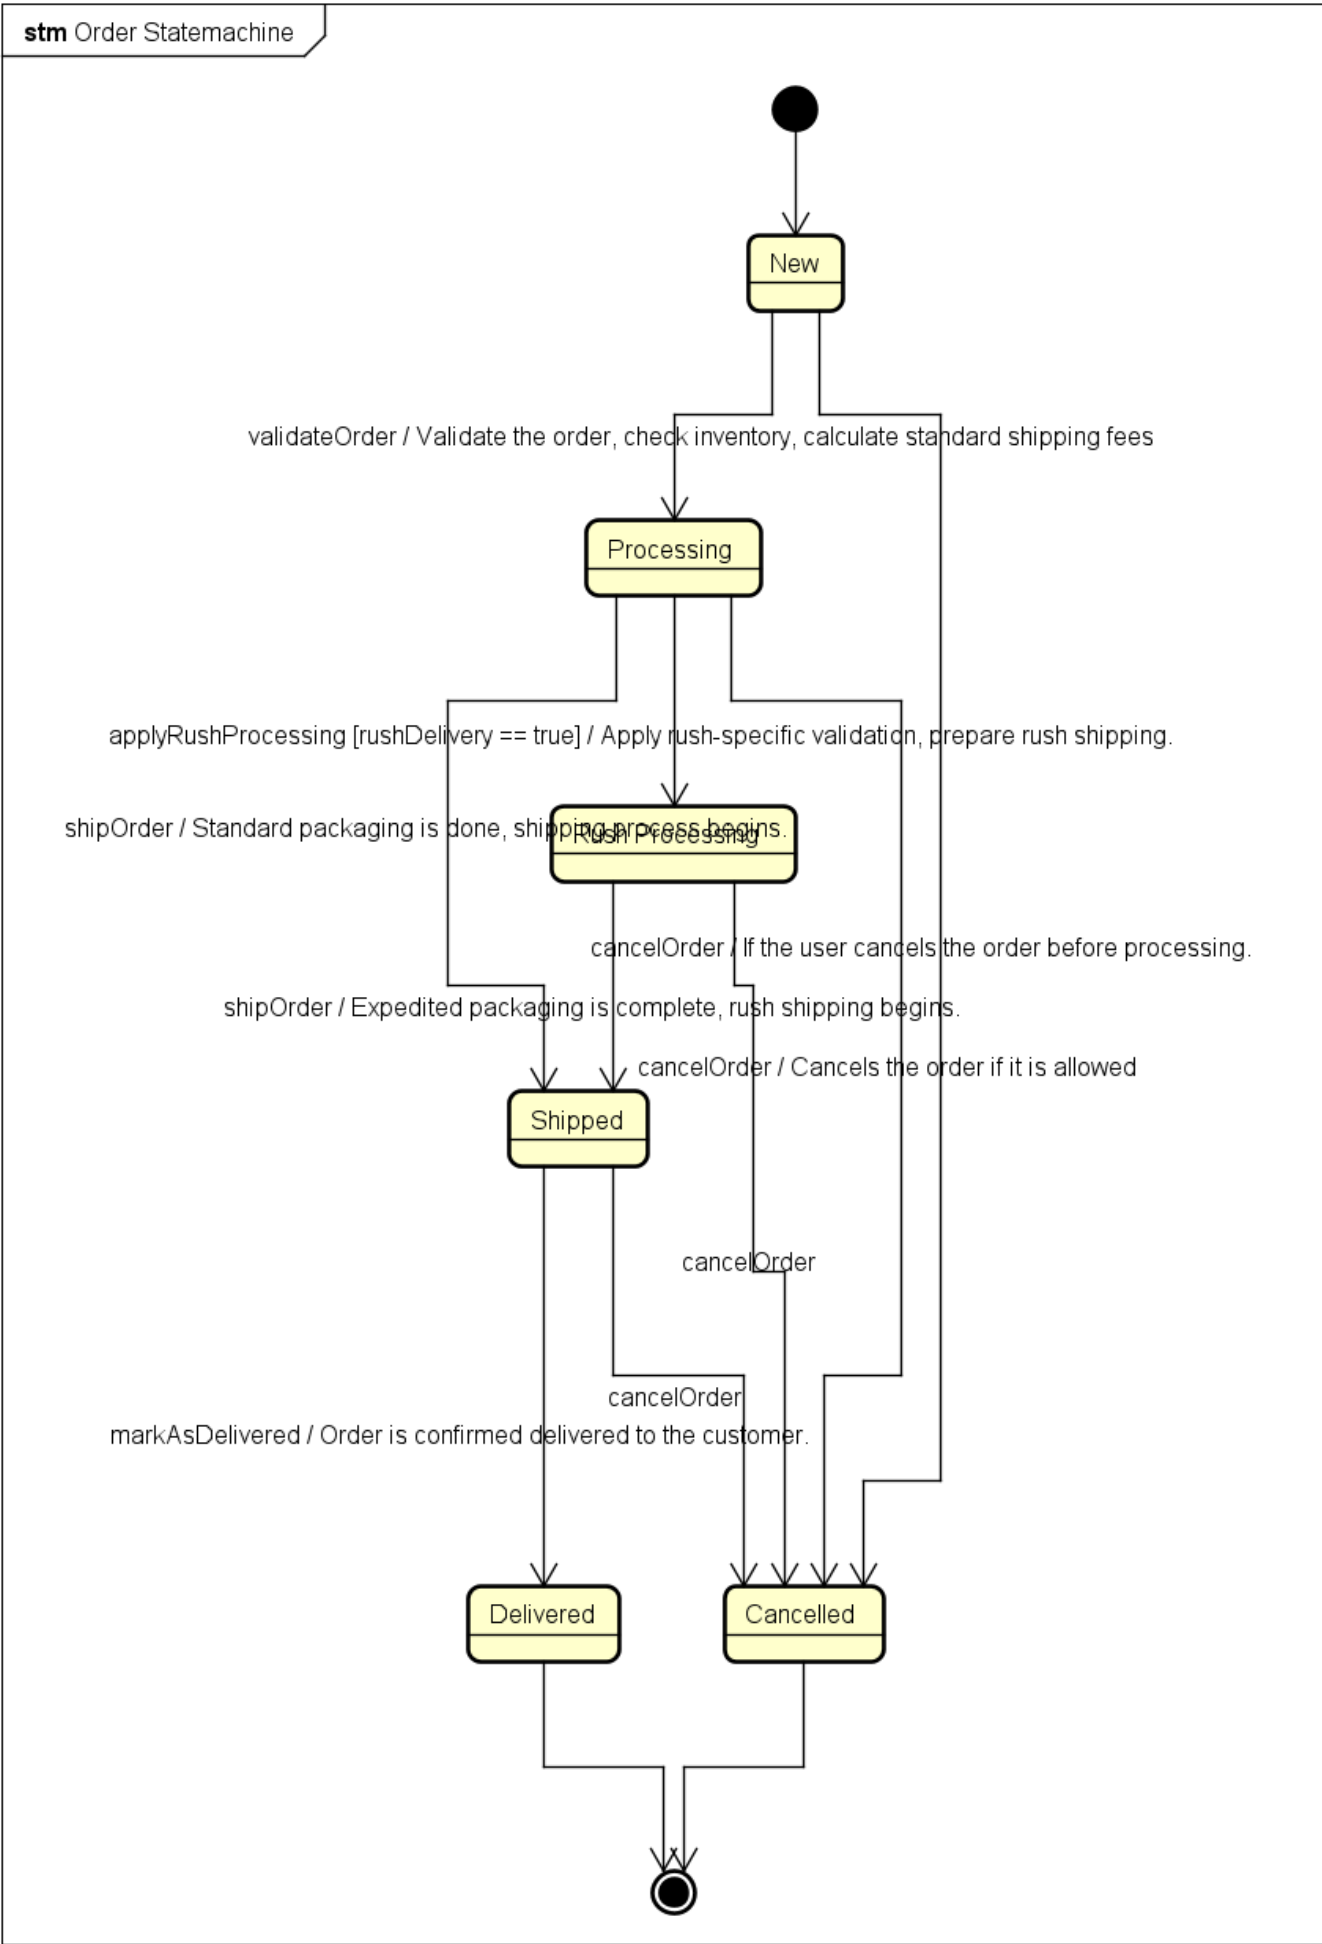 stm Order Statemachine
New
validateOrder / Validate the order, check inventory, calculate standard shipping fees
Processing
applyRushProcessing [rushDelivery == true] / Apply rush-specific validation, prepare rush shipping.
shipOrder / Standard packaging is done, shipping process begins.
Rush Processing
cancelOrder / If the user cancels the order before processing.
shipOrder / Expedited packaging is complete, rush shipping begins.
cancelOrder / Cancels the order if it is allowed
Shipped
cancelOrder
cancelOrder
markAsDelivered / Order is confirmed delivered to the customer.
Delivered
Cancelled